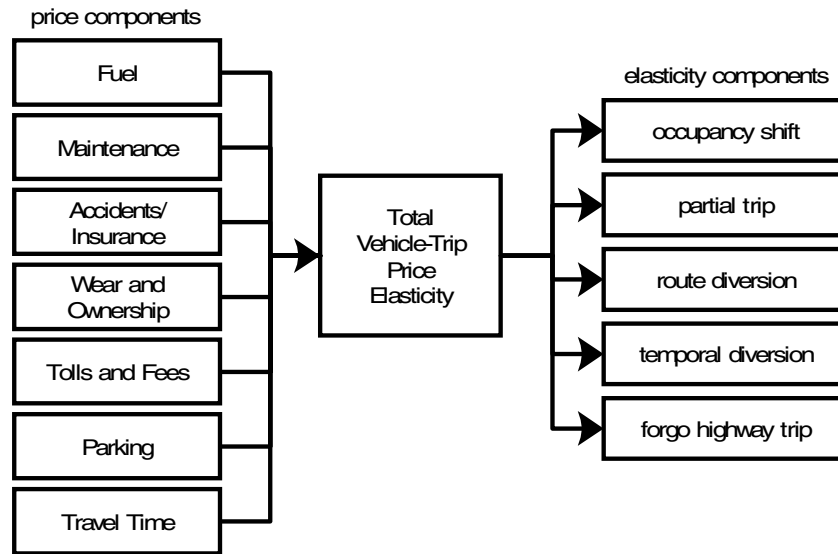 price components
Fuel
Maintenance
Accidents/
Insurance
Wear and
Ownership
Tolls and Fees
Parking
Travel Time
Total
Vehicle-Trip
Price
Elasticity
elasticity components
occupancy shift
partial trip
route diversion
temporal diversion
forgo highway trip